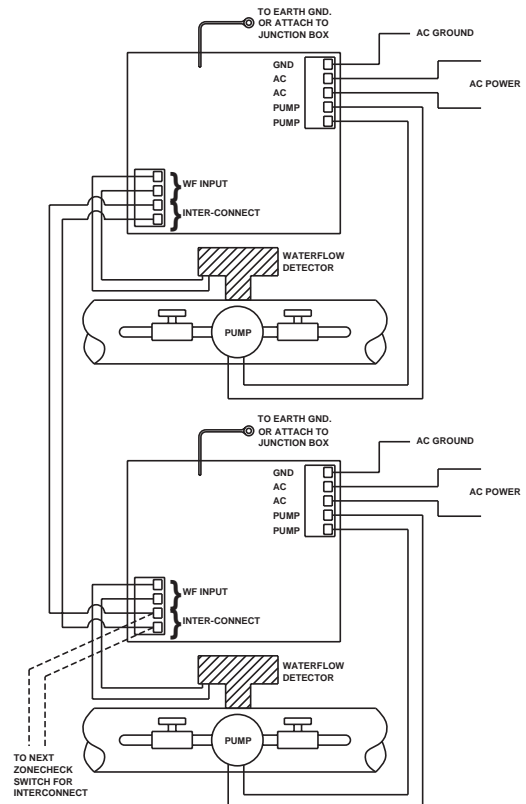 TO EARTH GND.
OR ATTACH TO
JUNCTION BOX
AC GROUND
GND
AC
AC
PUMP
PUMP
AC POWER
WF INPUT
INTER-CONNECT
WATERFLOW
DETECTOR
PUMP
TO EARTH GND.
OR ATTACH TO
JUNCTION BOX
AC GROUND
GND
AC
AC
PUMP
PUMP
AC POWER
WF INPUT
INTER-CONNECT
WATERFLOW
DETECTOR
PUMP
TO NEXT
ZONECHECK
SWITCH FOR
INTERCONNECT